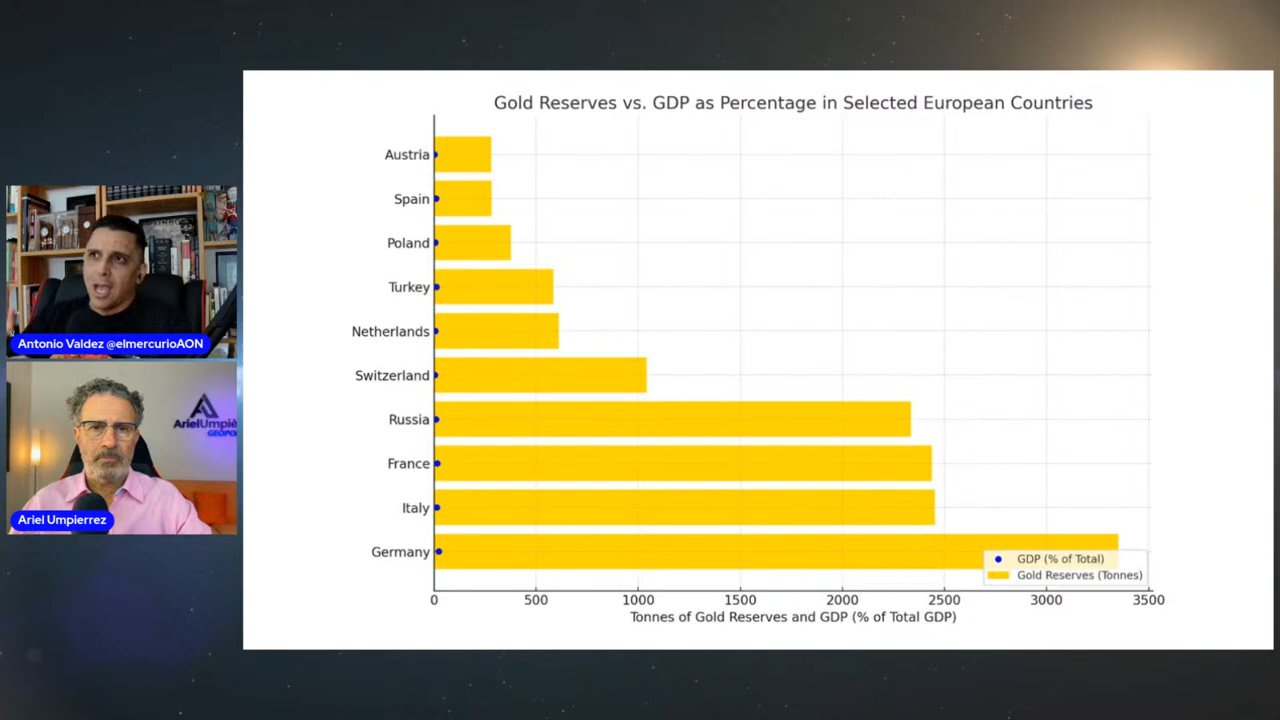 Gold Reserves vs. GDP as Percentage in Selected European Countries
Austria
Spain
Poland
Turkey
Netherlands
Switzerland
Russia
France
Italy
Germany
GDP (% of Total)
Gold Reserves (Tonnes)
0 500 1000 1500 2000 2500 3000 3500
Tonnes of Gold Reserves and GDP (% of Total GDP)
Antonio Valdez @elmercurioAON
ArielUmpiè
Ariel Umpierrez